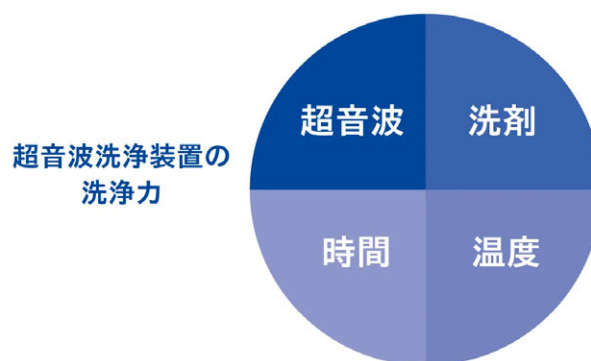 超音波洗浄装置の
洗浄力
超音波
洗剤
時間
温度